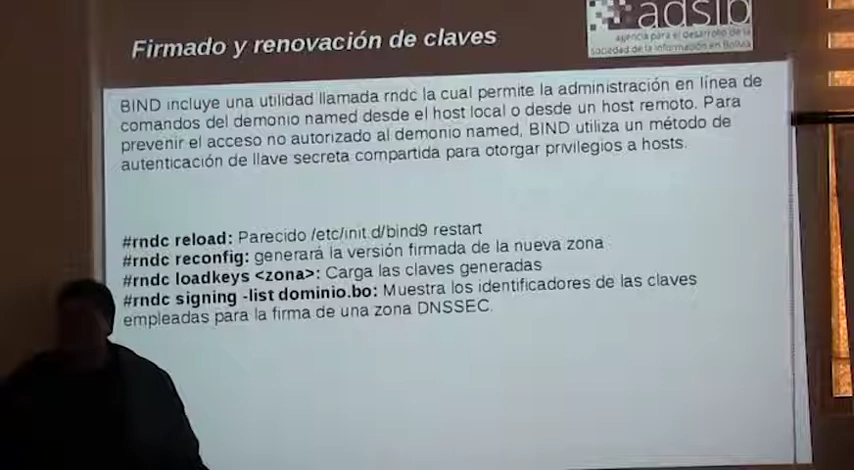 adsib
agencia para el desarrollo de la
sociedad de la información en Bolivia
Firmado y renovación de claves
BIND incluye una utilidad llamada rndc la cual permite la administración en línea de
comandos del demonio named desde el host local o desde un host remoto. Para
prevenir el acceso no autorizado al demonio named, BIND utiliza un método de
autenticación de llave secreta compartida para otorgar privilegios a hosts.
#rndc reload: Parecido /etc/init.d/bind9 restart
#rndc reconfig: generará la versión firmada de la nueva zona
#rndc loadkeys <zona>: Carga las claves generadas
#rndc signing -list dominio.bo: Muestra los identificadores de las claves
empleadas para la firma de una zona DNSSEC.